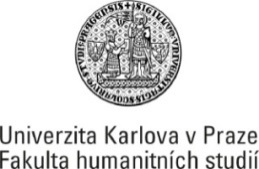 Univerzita Karlova v Praze
Fakulta humanitních studií